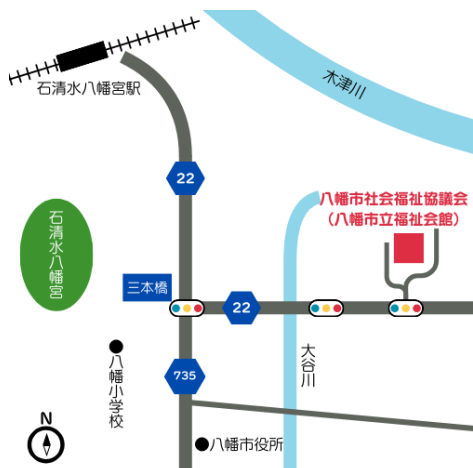 石清水八幡宮駅
木津川
22
八幡市社会福祉協議会
（八幡市立福祉会館）
石清水八幡宮
三本橋
22
大谷川
八幡小学校
735
N
八幡市役所